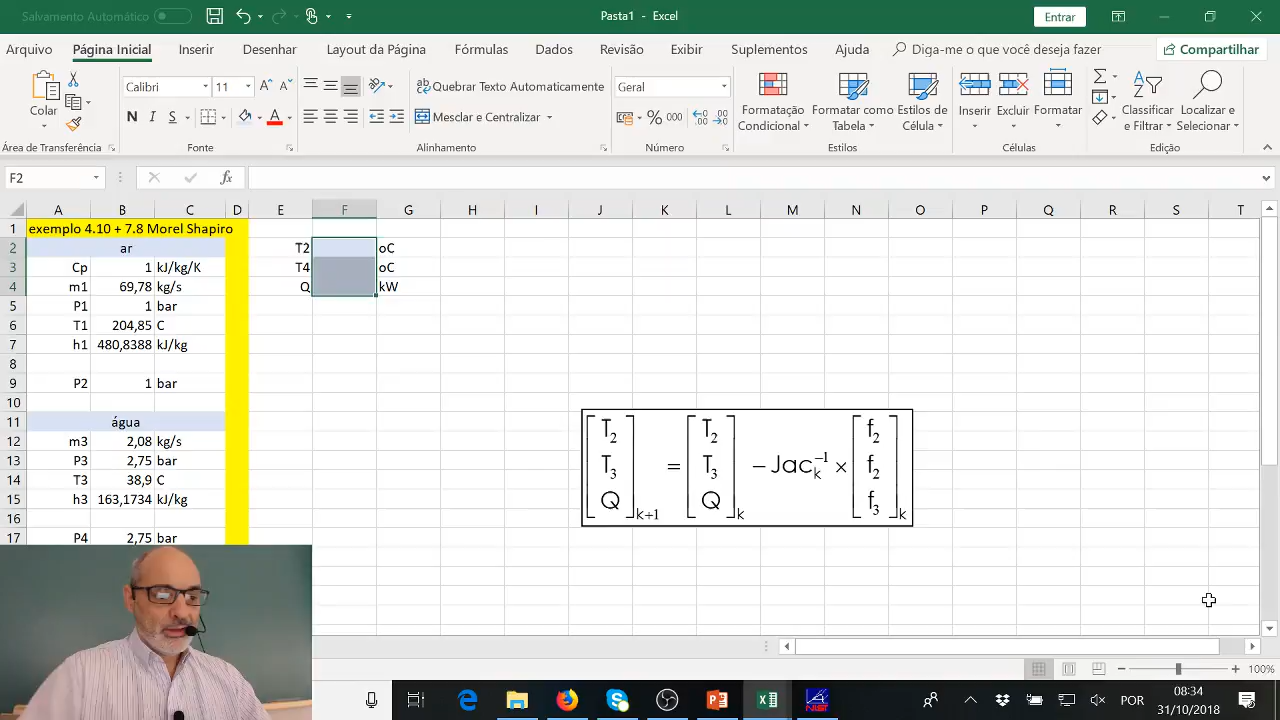 Salvamento Automático
Pasta1 - Excel
Entrar
Arquivo Página Inicial Inserir Desenhar Layout da Página Fórmulas Dados Revisão Exibir Suplementos Ajuda Diga-me o que você deseja fazer Compartilhar
Colar
Calibri 11
N I S
Quebrar Texto Automaticamente
Mesclar e Centralizar
Geral
% 000
Formatação Condicional
Formatar como Tabela
Estilos de Célula
Inserir
Excluir
Formatar
Classificar e Filtrar
Localizar e Selecionar
Área de Transferência Fonte Alinhamento Número Estilos Células Edição
F2 fx
A B C D E F G H I J K L M N O P Q R S T
1 exemplo 4.10 + 7.8 Morel Shapiro
2 ar T2 oC
3 Cp 1 kJ/kg/K T4 oC
4 m1 69,78 kg/s Q kW
5 P1 1 bar
6 T1 204,85 C
7 h1 480,8388 kJ/kg
8
9 P2 1 bar
10
11 água
12 m3 2,08 kg/s
13 P3 2,75 bar
14 T3 38,9 C
15 h3 163,1734 kJ/kg
16
17 P4 2,75 bar
T2 T2 f2
T3 = T3 − Jac k −1 × f2
Q k+1 Q k f3 k
100%
POR
08:34
31/10/2018
NIST